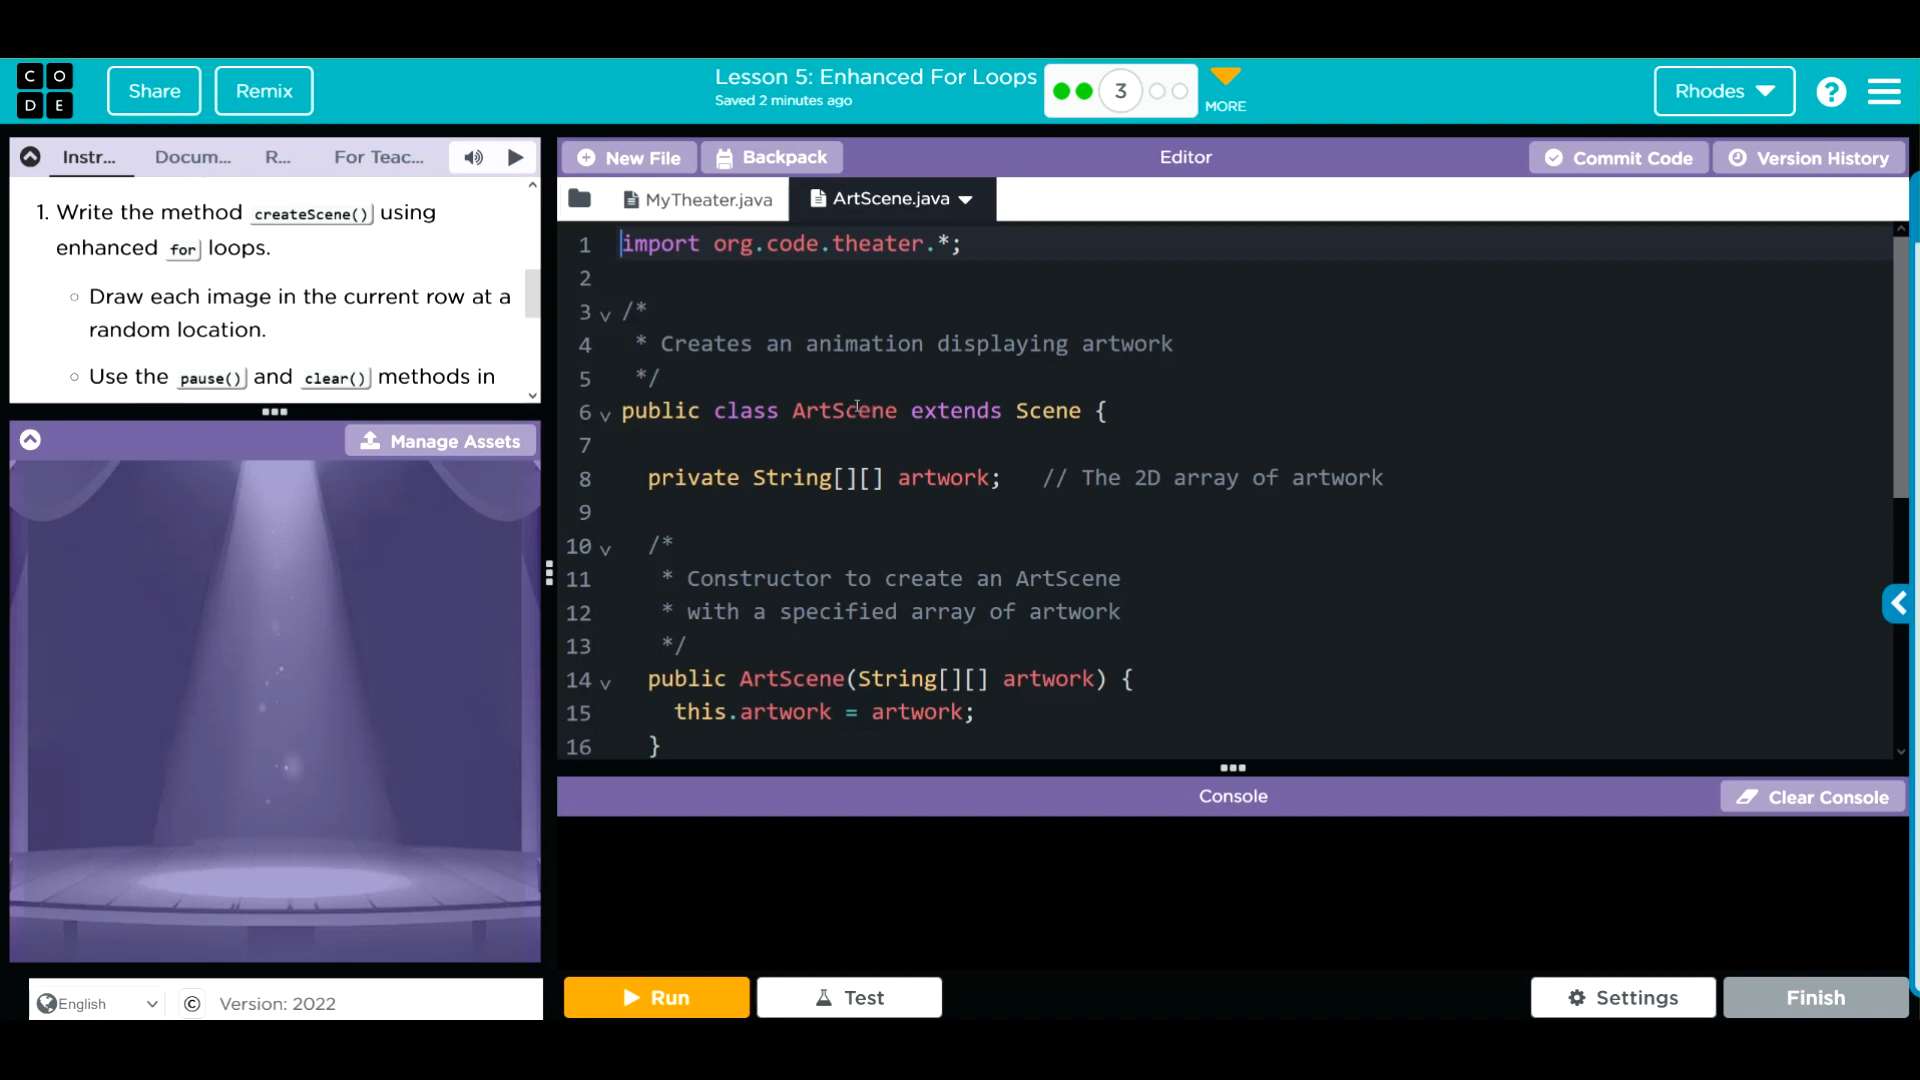 CODE
Share
Remix
Lesson 5: Enhanced For Loops
Saved 2 minutes ago
3
MORE
Rhodes
?
Instr...
Docum...
R...
For Teac...
1. Write the method createScene() using
enhanced for loops.
Draw each image in the current row at a
random location.
Use the pause() and clear() methods in
Manage Assets
English
© Version: 2022
New File
Backpack
Editor
Commit Code
Version History
MyTheater.java
ArtScene.java
1 import org.code.theater.*;
2
3 /*
4 * Creates an animation displaying artwork
5 */
6 public class ArtScene extends Scene {
7
8 private String[][] artwork; // The 2D array of artwork
9
10 /*
11 * Constructor to create an ArtScene
12 * with a specified array of artwork
13 */
14 public ArtScene(String[][] artwork) {
15 this.artwork = artwork;
16 }
Console
Clear Console
Run
Test
Settings
Finish